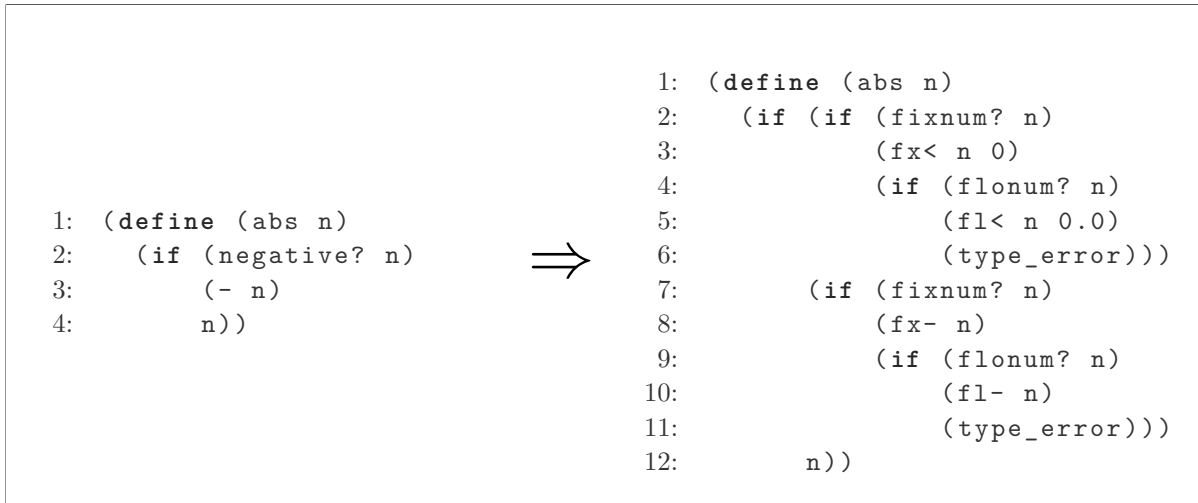 1: (define (abs n)
2:   (if (negative? n)
3:       (- n)
4:       n))
⇒
1: (define (abs n)
2:   (if (if (fixnum? n)
3:           (fx< n 0)
4:           (if (flonum? n)
5:               (fl< n 0.0)
6:               (type_error)))
7:       (if (fixnum? n)
8:           (fx- n)
9:           (if (flonum? n)
10:               (fl- n)
11:               (type_error)))
12:       n))